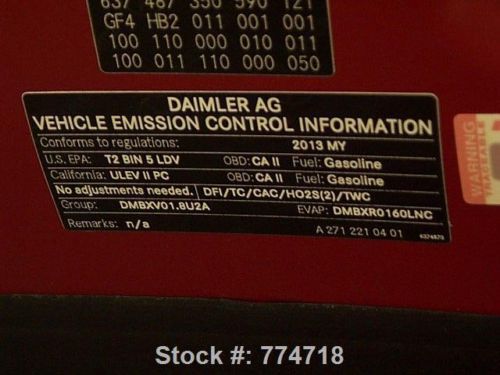 637 487 350 590 121
GF4 HB2 011 001 001
100 110 000 010 011
100 011 110 000 050
DAIMLER AG
VEHICLE EMISSION CONTROL INFORMATION
Conforms to regulations: 2013 MY
U.S. EPA: T2 BIN 5 LDV OBD: CA II Fuel: Gasoline
California: ULEV II PC OBD: CA II Fuel: Gasoline
No adjustments needed. DFI/TC/CAC/HO2S(2)/TWC
Group: DMBXV01.8U2A EVAP: DMBXR0160LNC
Remarks: n/a A 271 221 04 01
WARNING
TRACEABLE
Stock #: 774718